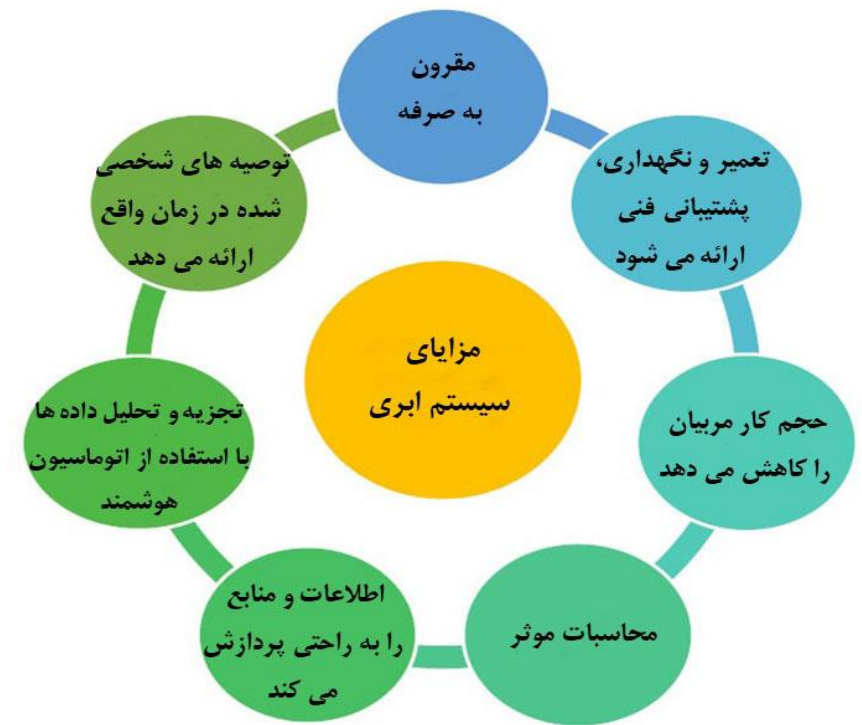 مقرون
به صرفه
تعمیر و نگهداری،
پشتیبانی فنی
ارائه می شود
حجم کار مربیان
را کاهش می دهد
محاسبات موثر
اطلاعات و منابع
را به راحتی پردازش
می کند
تجزیه و تحلیل داده ها
با استفاده از اتوماسیون
هوشمند
توصیه های شخصی
شده در زمان واقع
ارائه می دهد
مزایای
سیستم ابری